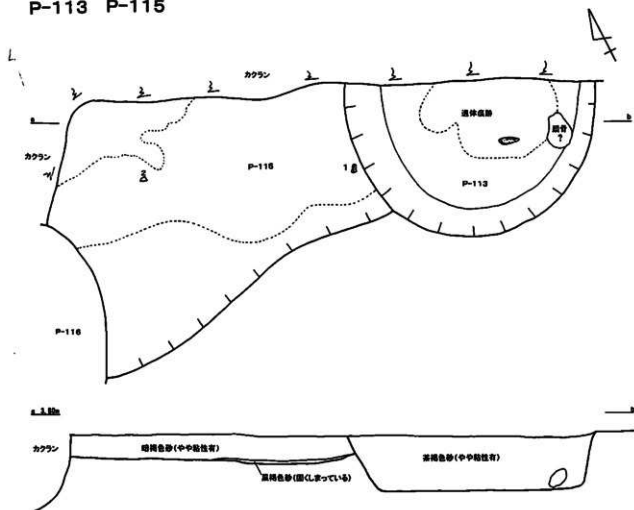 P-113 P-115
カクラン
a
b
遺体痕跡
頭骨
?
カクラン
P-113
P-116
a 3.80m
b
カクラン
暗褐色砂(やや粘性有)
茶褐色砂(やや粘性有)
黒褐色砂(固くしまっている)